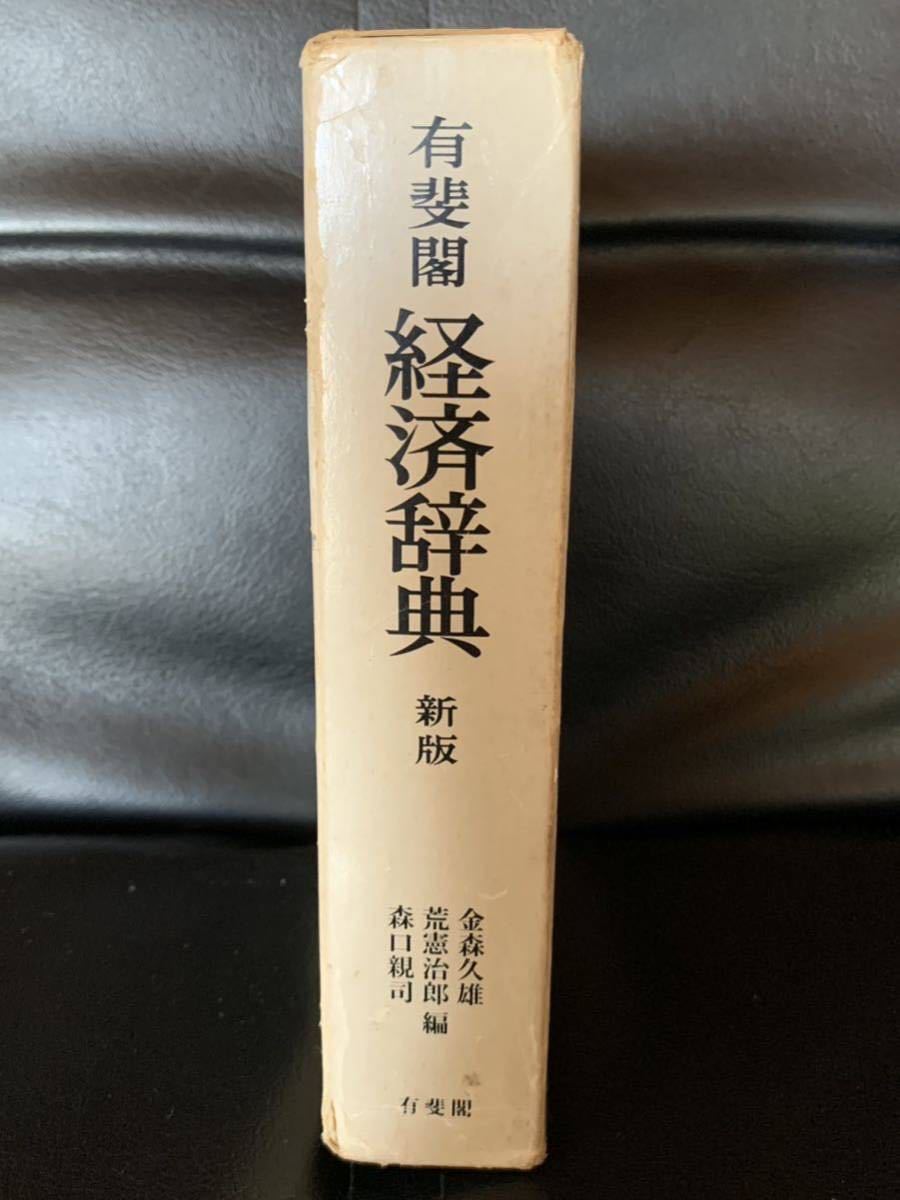 有斐閣
経済辞典
新版
金森久雄
荒憲治郎 編
森口親司
有斐閣